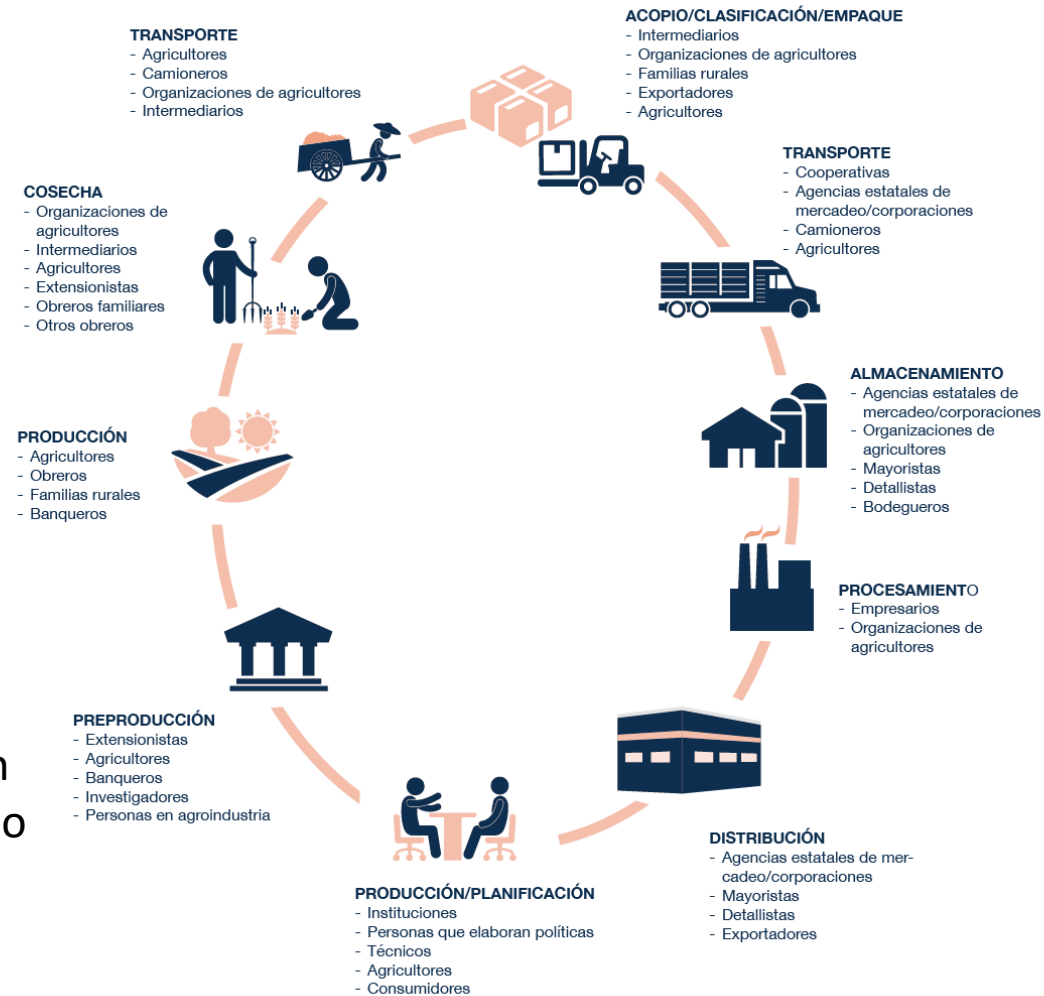 TRANSPORTE
- Agricultores
- Camioneros
- Organizaciones de agricultores
- Intermediarios
ACOPIO/CLASIFICACIÓN/EMPAQUE
- Intermediarios
- Organizaciones de agricultores
- Familias rurales
- Exportadores
- Agricultores
TRANSPORTE
- Cooperativas
- Agencias estatales de
mercadeo/corporaciones
- Camioneros
- Agricultores
ALMACENAMIENTO
- Agencias estatales de
mercadeo/corporaciones
- Organizaciones de
agricultores
- Mayoristas
- Detallistas
- Bodegueros
PROCESAMIENTO
- Empresarios
- Organizaciones de
agricultores
DISTRIBUCIÓN
- Agencias estatales de mer-
cadeo/corporaciones
- Mayoristas
- Detallistas
- Exportadores
PRODUCCIÓN/PLANIFICACIÓN
- Instituciones
- Personas que elaboran políticas
- Técnicos
- Agricultores
- Consumidores
PREPRODUCCIÓN
- Extensionistas
- Agricultores
- Banqueros
- Investigadores
- Personas en agroindustria
PRODUCCIÓN
- Agricultores
- Obreros
- Familias rurales
- Banqueros
COSECHA
- Organizaciones de
agricultores
- Intermediarios
- Agricultores
- Extensionistas
- Obreros familiares
- Otros obreros